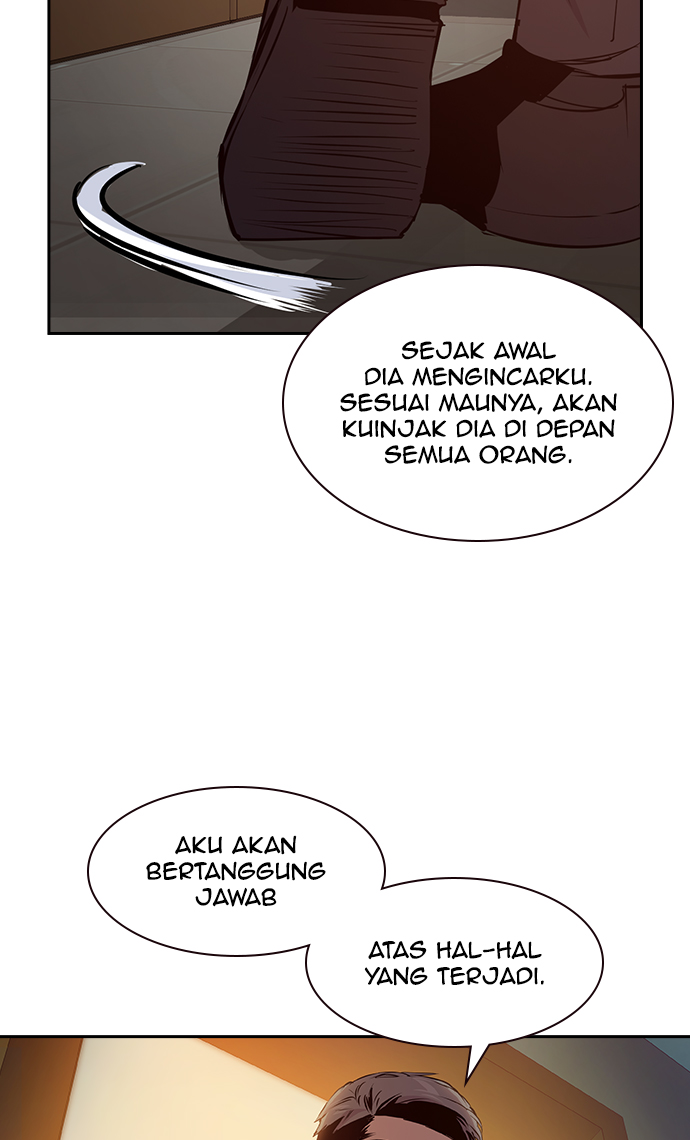 SEJAK AWAL
DIA MENGINCARKU.
SESUAI MAUNYA, AKAN
KUINJAK DIA DI DEPAN
SEMUA ORANG.
AKU AKAN
BERTANGGUNG
JAWAB
ATAS HAL-HAL
YANG TERJADI.